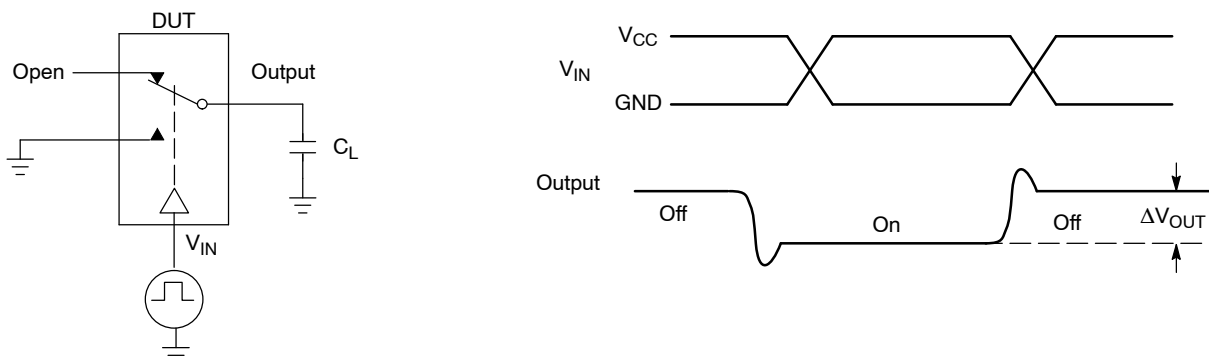 DUT
Open
Output
C_L
V_IN
V_CC
V_IN
GND
Output
Off
On
Off
ΔV_OUT